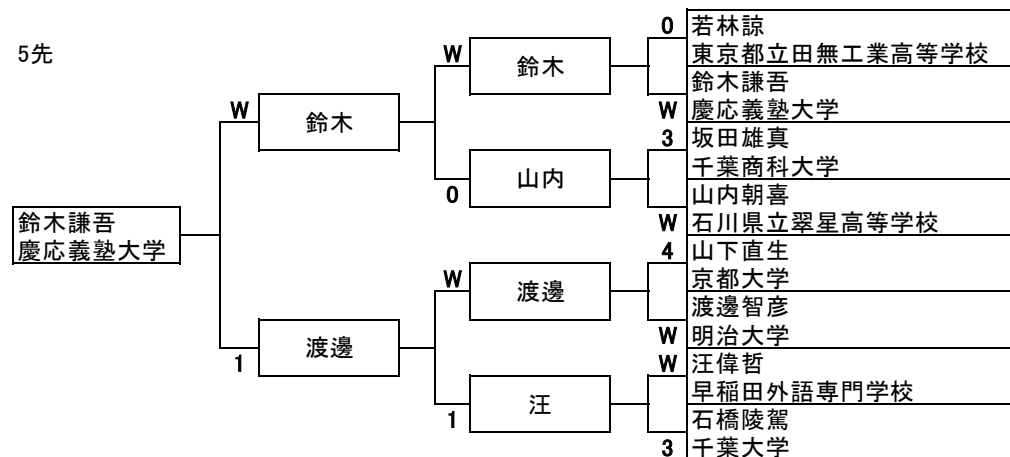 5先
0
若林諒
東京都立田無工業高等学校
鈴木謙吾
W
慶応義塾大学
3
坂田雄真
千葉商科大学
山内朝喜
W
石川県立翠星高等学校
4
山下直生
京都大学
渡邊智彦
W
明治大学
W
汪偉哲
早稲田外語専門学校
石橋陵駕
3
千葉大学
W
鈴木
0
山内
W
渡邊
1
汪
W
鈴木
1
渡邊
鈴木謙吾
慶応義塾大学